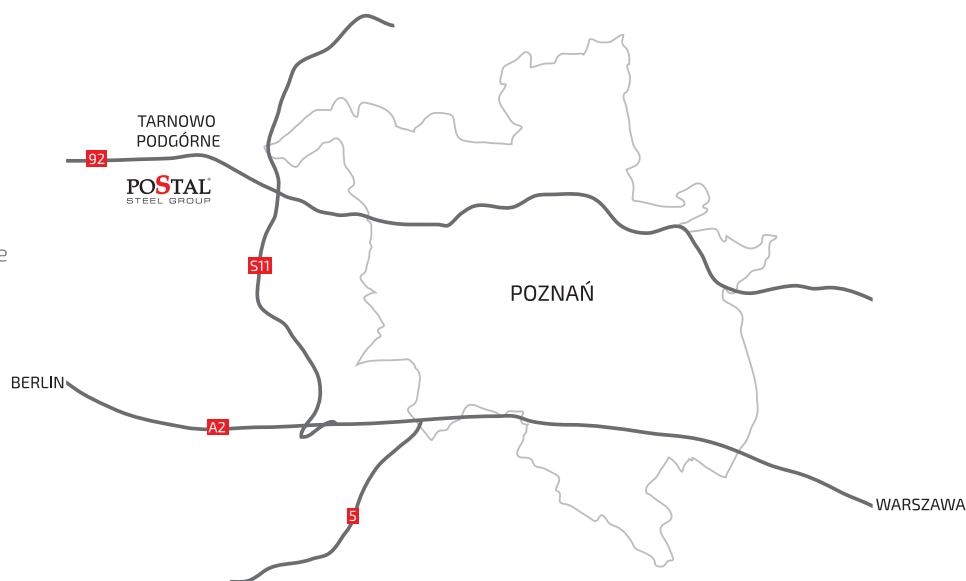 TARNOWO
PODGÓRNE
92
POSTAL®
STEEL GROUP
e
S11
POZNAŃ
BERLIN
A2
WARSZAWA
5